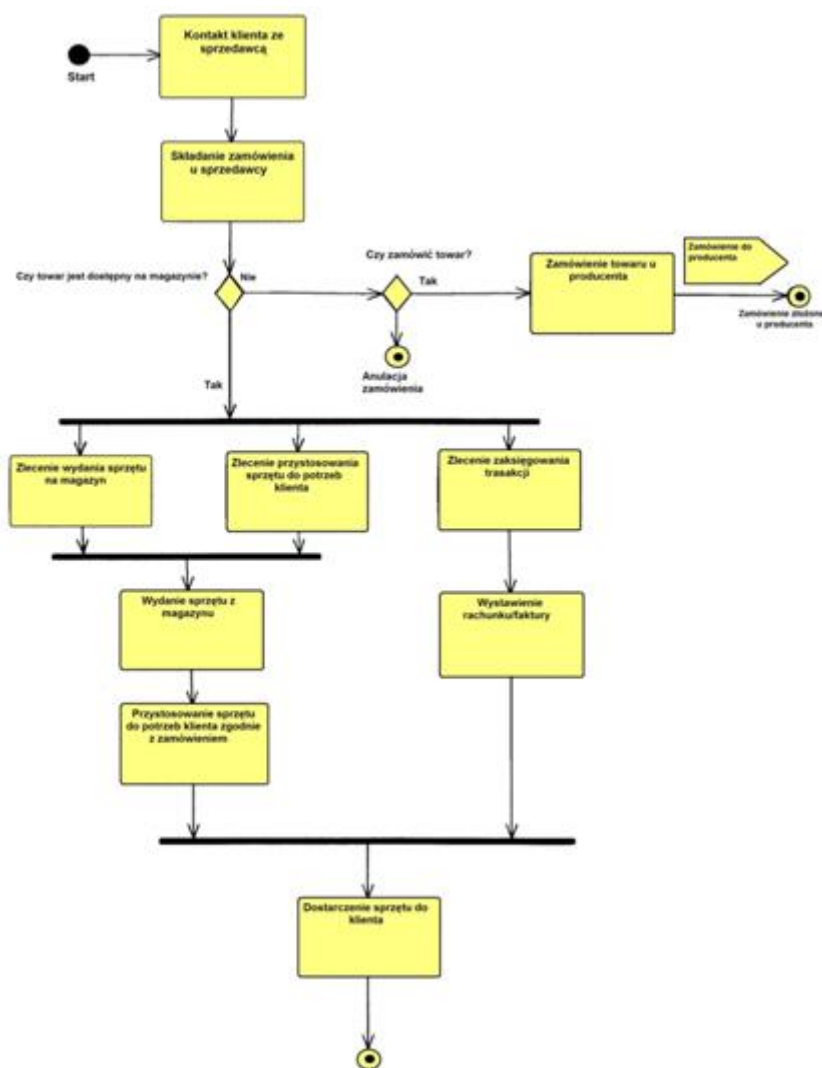 Kontakt klienta ze
sprzedawcą
Start
Składanie zamówienia
u sprzedawcy
Czy towar jest dostępny na magazynie?
Nie
Czy zamówić towar?
Tak
Zamówienie towaru u
producenta
Zamówienie do
producenta
Zamówienie złożone
u producenta
Anulacja
zamówienia
Tak
Zlecenie wydania sprzętu
na magazyn
Zlecenie przystosowania
sprzętu do potrzeb
klienta
Zlecenie zaksięgowania
trasakcji
Wydanie sprzętu z
magazynu
Wystawienie
rachunku/faktury
Przystosowanie sprzętu
do potrzeb klienta zgodnie
z zamówieniem
Dostarczenie sprzętu do
klienta